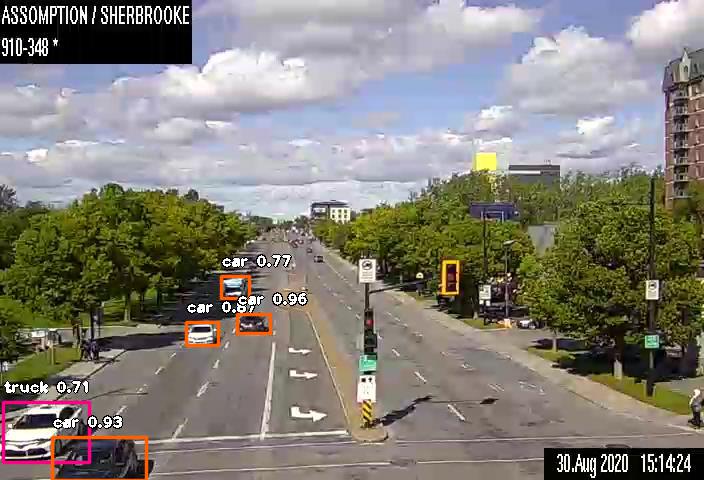 ASSOMPTION / SHERBROOKE
910-348 *
car 0.77
car 0.96
car 0.87
truck 0.71
car 0.93
30.Aug 2020 15:14:24